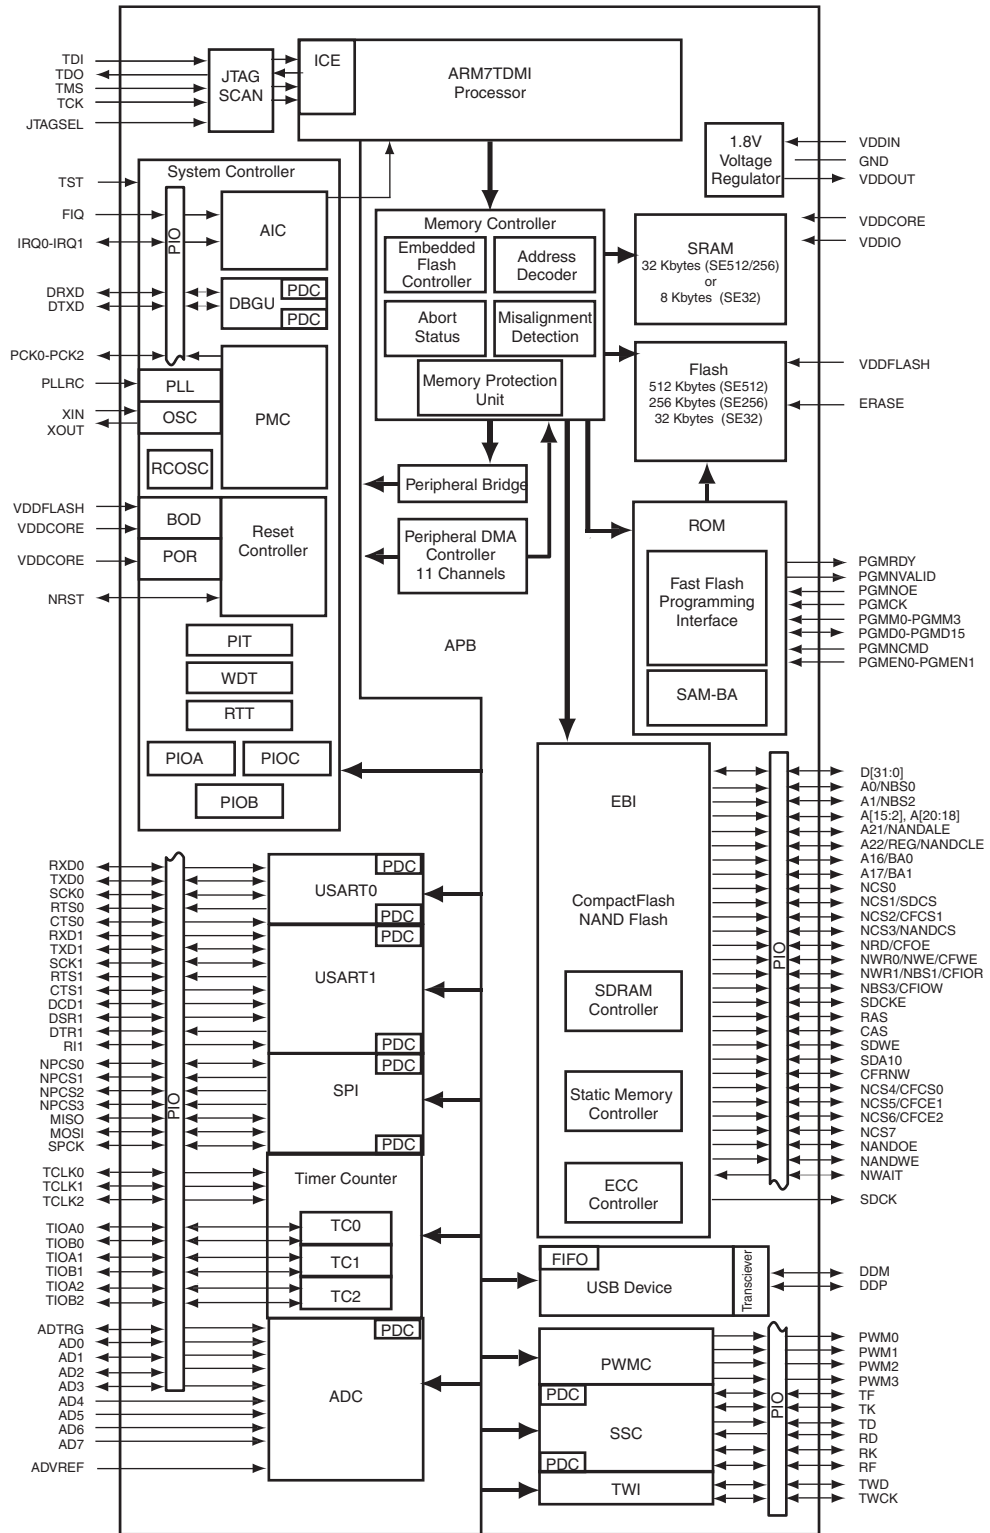 TDI
TDO
TMS
TCK
JTAGSEL
JTAG
SCAN
ICE
ARM7TDMI
Processor
1.8V
Voltage
Regulator
VDDIN
GND
VDDOUT
VDDCORE
VDDIO
System Controller
TST
FIQ
IRQ0-IRQ1
PIO
AIC
DRXD
DTXD
DBGU
PDC
PDC
PCK0-PCK2
PLLRC
PLL
XIN
XOUT
OSC
PMC
RCOSC
VDDFLASH
VDDCORE
BOD
VDDCORE
POR
Reset
Controller
NRST
PIT
WDT
RTT
PIOA
PIOC
PIOB
Memory Controller
Embedded
Flash
Controller
Address
Decoder
Abort
Status
Misalignment
Detection
Memory Protection
Unit
SRAM
32 Kbytes (SE512/256)
or
8 Kbytes (SE32)
Flash
512 Kbytes (SE512)
256 Kbytes (SE256)
32 Kbytes (SE32)
VDDFLASH
ERASE
Peripheral Bridge
Peripheral DMA
Controller
11 Channels
APB
ROM
Fast Flash
Programming
Interface
SAM-BA
PGMRDY
PGMNVALID
PGMNOE
PGMCK
PGMM0-PGMM3
PGMD0-PGMD15
PGMNCMD
PGMEN0-PGMEN1
EBI
CompactFlash
NAND Flash
SDRAM
Controller
Static Memory
Controller
ECC
Controller
PIO
D[31:0]
A0/NBS0
A1/NBS2
A[15:2], A[20:18]
A21/NANDALE
A22/REG/NANDCLE
A16/BA0
A17/BA1
NCS0
NCS1/SDCS
NCS2/CFCS1
NCS3/NANDCS
NRD/CFOE
NWR0/NWE/CFWE
NWR1/NBS1/CFIOR
NBS3/CFIOW
SDCKE
RAS
CAS
SDWE
SDA10
CFRNW
NCS4/CFCS0
NCS5/CFCE1
NCS6/CFCE2
NCS7
NANDOE
NANDWE
NWAIT
SDCK
RXD0
TXD0
SCK0
RTS0
CTS0
RXD1
TXD1
SCK1
RTS1
CTS1
DCD1
DSR1
DTR1
RI1
NPCS0
NPCS1
NPCS2
NPCS3
MISO
MOSI
SPCK
TCLK0
TCLK1
TCLK2
TIOA0
TIOB0
TIOA1
TIOB1
TIOA2
TIOB2
ADTRG
AD0
AD1
AD2
AD3
AD4
AD5
AD6
AD7
ADVREF
PIO
PDC
USART0
PDC
PDC
USART1
PDC
PDC
SPI
PDC
Timer Counter
TC0
TC1
TC2
PDC
ADC
FIFO
USB Device
Transciever
DDM
DDP
PWMC
PDC
SSC
PDC
TWI
PIO
PWM0
PWM1
PWM2
PWM3
TF
TK
TD
RD
RK
RF
TWD
TWCK